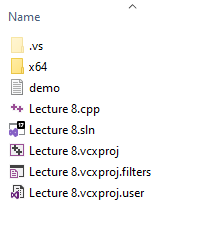 Name
.vs
x64
demo
Lecture 8.cpp
Lecture 8.sln
Lecture 8.vcxproj
Lecture 8.vcxproj.filters
Lecture 8.vcxproj.user